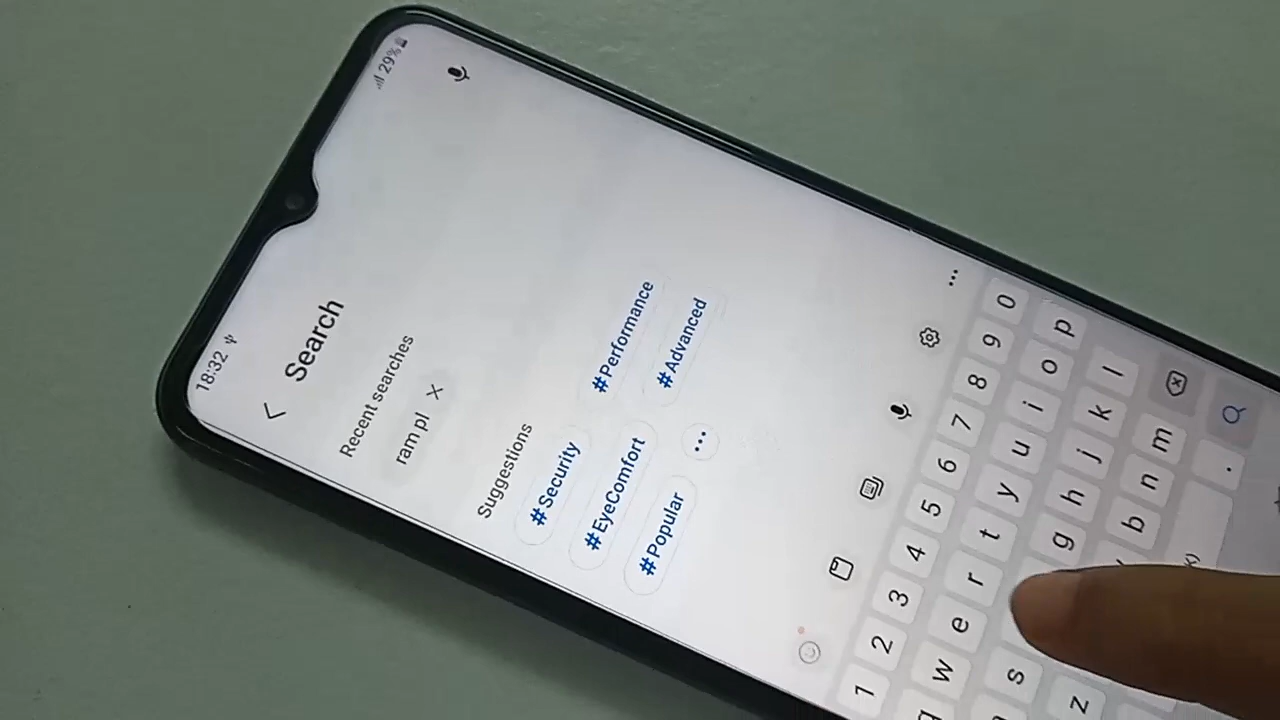 18:32
29%
Search
Recent searches
ram pl
Suggestions
#Security
#Performance
#EyeComfort
#Advanced
#Popular
1 2 3 4 5 6 7 8 9 0
q w e r t y u i o p
s g h j k l
z b n m
.